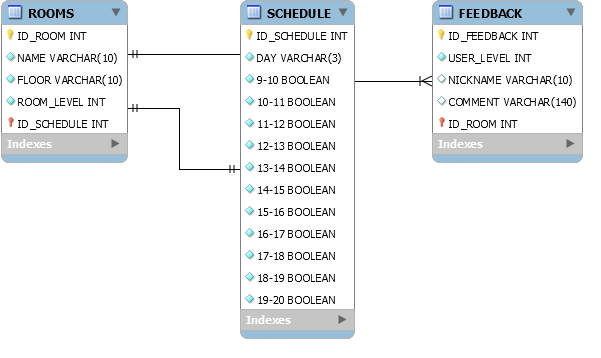 ROOMS
ID_ROOM INT
NAME VARCHAR(10)
FLOOR VARCHAR(10)
ROOM_LEVEL INT
ID_SCHEDULE INT
Indexes
SCHEDULE
ID_SCHEDULE INT
DAY VARCHAR(3)
9-10 BOOLEAN
10-11 BOOLEAN
11-12 BOOLEAN
12-13 BOOLEAN
13-14 BOOLEAN
14-15 BOOLEAN
15-16 BOOLEAN
16-17 BOOLEAN
17-18 BOOLEAN
18-19 BOOLEAN
19-20 BOOLEAN
Indexes
FEEDBACK
ID_FEEDBACK INT
USER_LEVEL INT
NICKNAME VARCHAR(10)
COMMENT VARCHAR(140)
ID_ROOM INT
Indexes